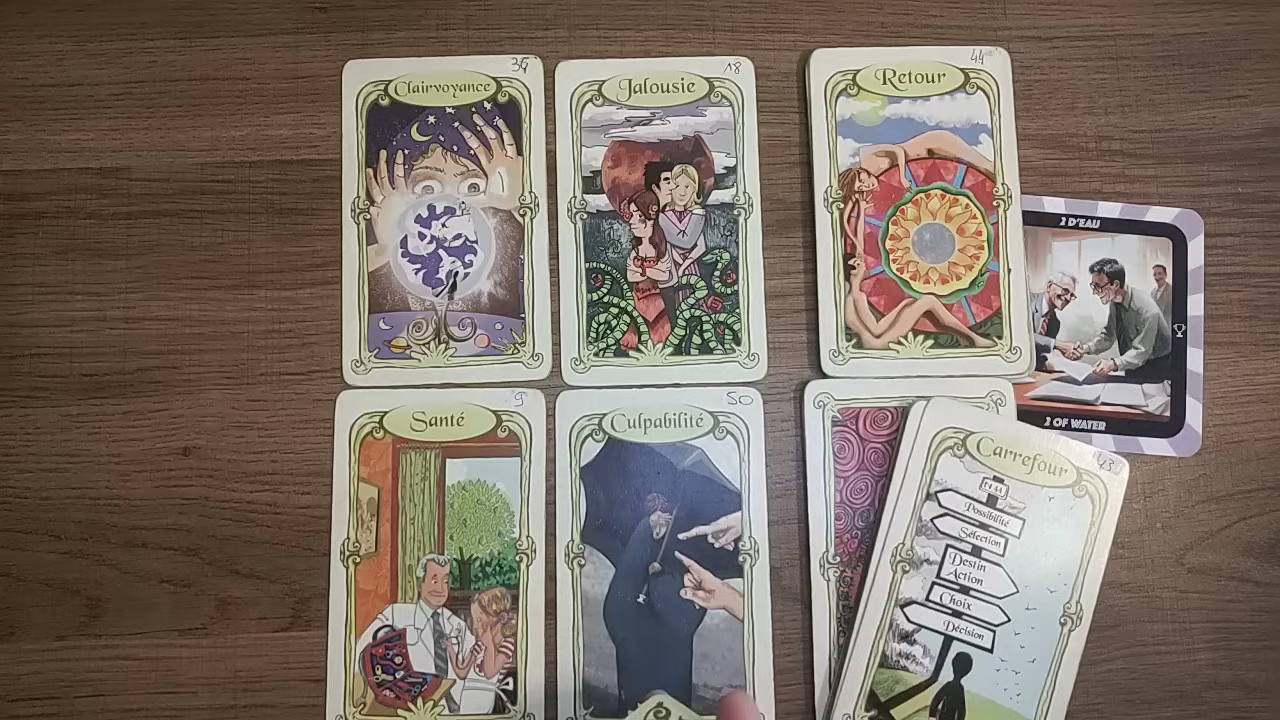 Clairvoyance
Jalousie
18
Retour
44
2 D'EAU
2 OF WATER
Santé
9
Culpabilité
50
Carrefour
43
N 44
Possibilité
Sélection
Destin
Action
Choix
Décision